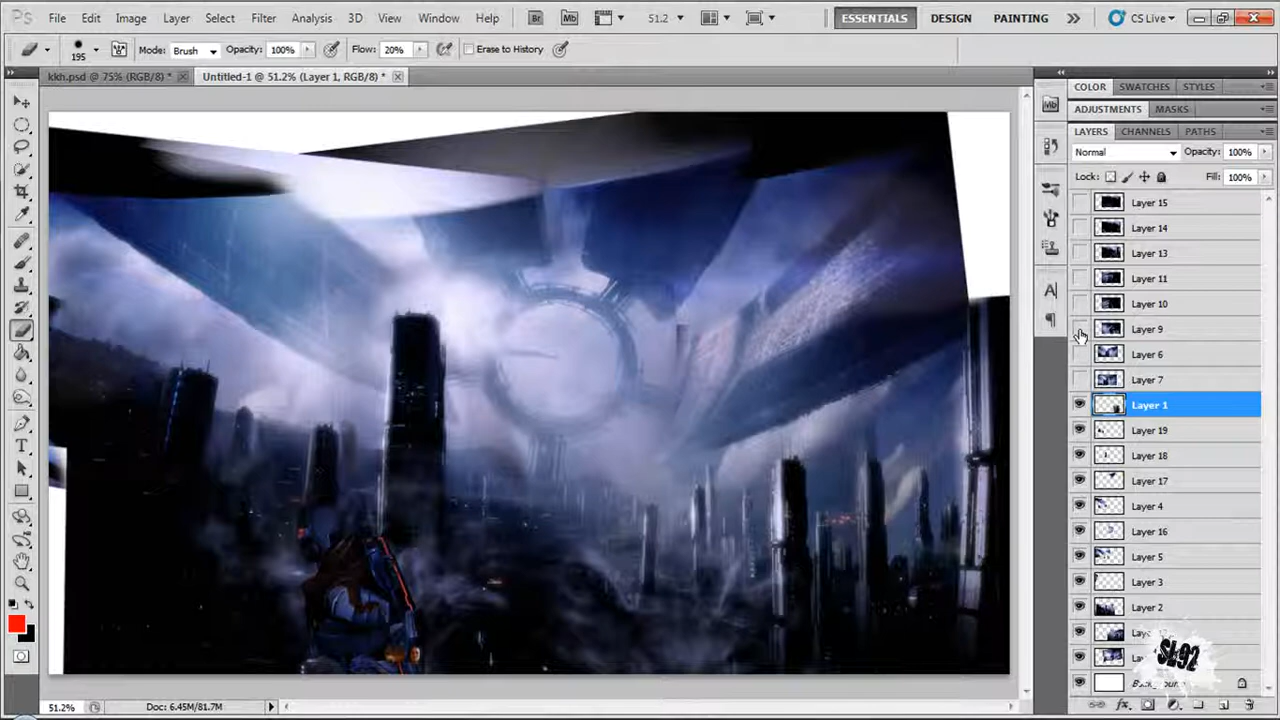 Ps
File Edit Image Layer Select Filter Analysis 3D View Window Help
Br
Mb
51.2
ESSENTIALS
DESIGN
PAINTING
CS Live
195
Mode: Brush
Opacity: 100%
Flow: 20%
Erase to History
kkh.psd @ 75% (RGB/8) *
Untitled-1 @ 51.2% (Layer 1, RGB/8) *
COLOR SWATCHES STYLES
ADJUSTMENTS MASKS
LAYERS CHANNELS PATHS
Normal
Opacity: 100%
Lock:
Fill: 100%
Layer 15
Layer 14
Layer 13
Layer 11
Layer 10
Layer 9
Layer 6
Layer 7
Layer 1
Layer 19
Layer 18
Layer 17
Layer 4
Layer 16
Layer 5
Layer 3
Layer 2
51.2%
Doc: 6.45M/81.7M